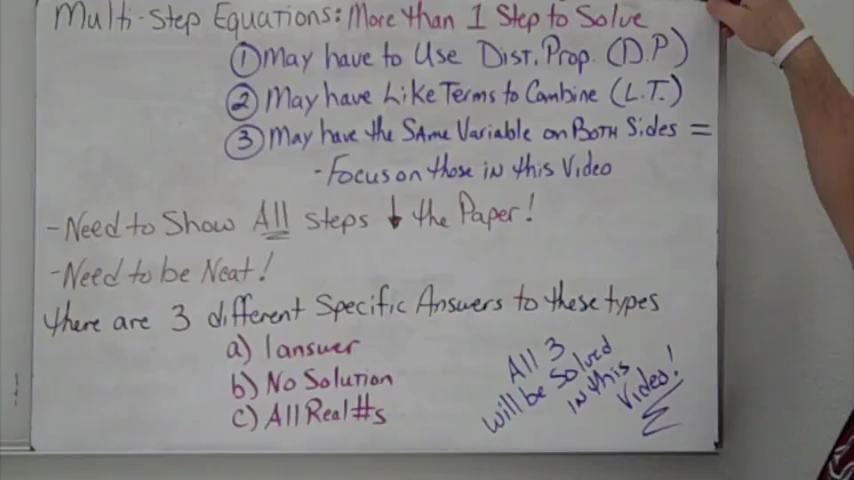 Multi-Step Equations: More than 1 Step to Solve
① May have to Use Dist. Prop. (D.P)
② May have Like Terms to Combine (L.T.)
③ May have the Same Variable on Both Sides =
- Focus on those in this Video
- Need to Show All steps ↓ the Paper!
- Need to be Neat!
There are 3 different Specific Answers to these types
a) 1 answer
b) No Solution
c) All Real #s
All 3
will be Solved
in this
Video!